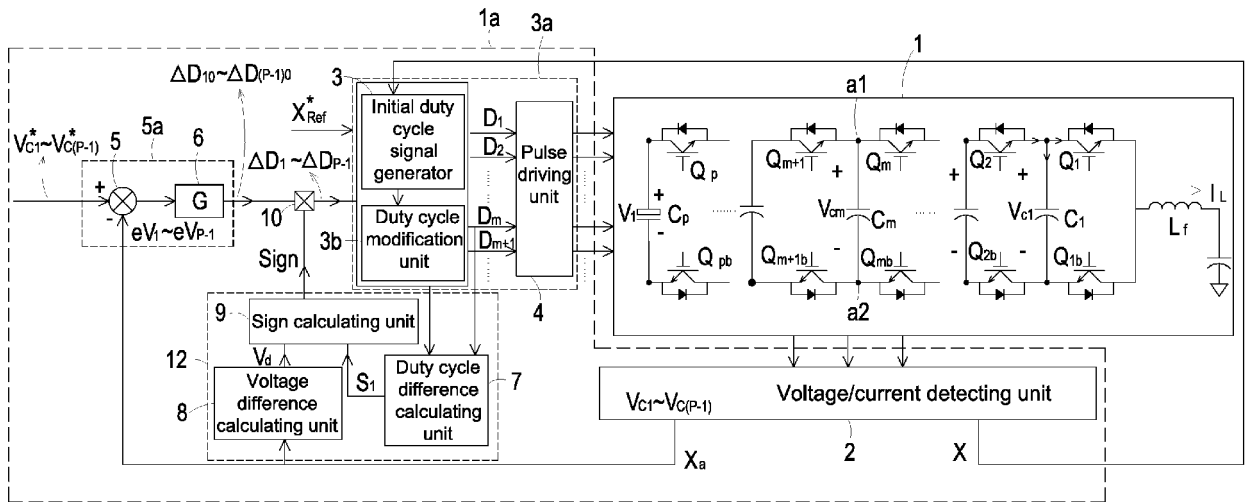 1a
3a
1
ΔD10~ΔD(P-1)0
3
X*Ref
Initial duty
cycle signal
generator
D1
D2
Pulse
driving
unit
a1
V*C1~V*C(P-1)
5
5a
6
ΔD1~ΔDP-1
+
-
G
10
eV1~eVP-1
3b
Duty cycle
modification
unit
Dm
Dm+1
4
Sign
Qp
Qm+1
Qm
Q2
Q1
V1
+
-
Cp
+
Vcm
-
Cm
+
-
+
Vc1
-
C1
IL
Lf
Qpb
Qm+1b
Qmb
Q2b
Q1b
a2
9
Sign calculating unit
12
Vd
S1
8
Voltage
difference
calculating unit
Duty cycle
difference
calculating
unit
7
VC1~VC(P-1)
Voltage/current detecting unit
2
Xa
X